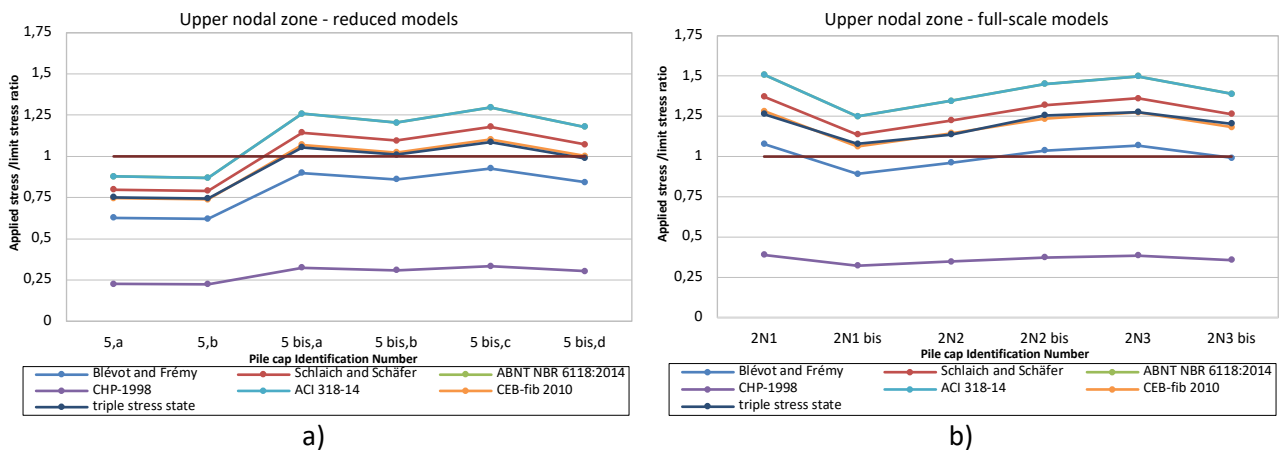 Upper nodal zone - reduced models
Applied stress /limit stress ratio
1,75
1,5
1,25
1
0,75
0,5
0,25
0
5,a 5,b 5 bis,a 5 bis,b 5 bis,c 5 bis,d
Pile cap Identification Number
Blévot and Frémy Schlaich and Schäfer ABNT NBR 6118:2014
CHP-1998 ACI 318-14 CEB-fib 2010
triple stress state
a)
Upper nodal zone - full-scale models
Applied stress /limit stress ratio
1,75
1,5
1,25
1
0,75
0,5
0,25
0
2N1 2N1 bis 2N2 2N2 bis 2N3 2N3 bis
Pile cap Identification Number
Blévot and Frémy Schlaich and Schäfer ABNT NBR 6118:2014
CHP-1998 ACI 318-14 CEB-fib 2010
triple stress state
b)